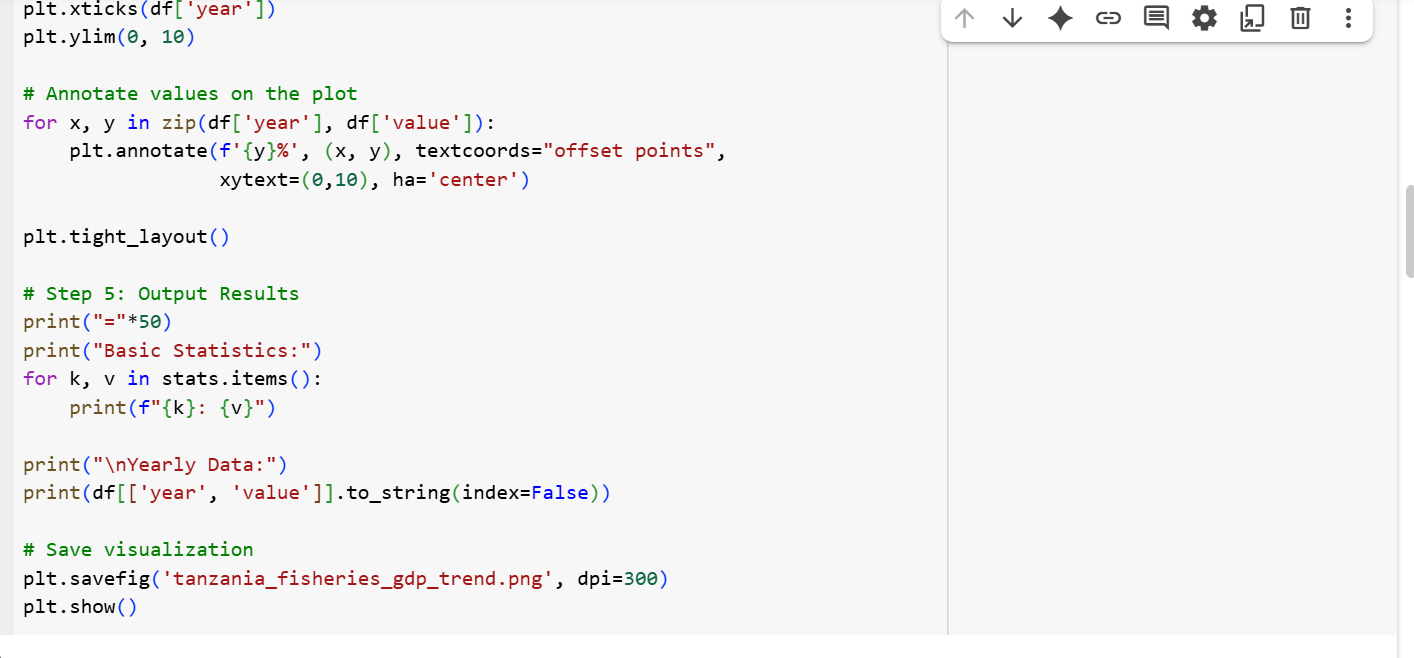 plt.xticks(df['year'])
plt.ylim(0, 10)
# Annotate values on the plot
for x, y in zip(df['year'], df['value']):
    plt.annotate(f'{y}%', (x, y), textcoords="offset points",
                 xytext=(0,10), ha='center')
plt.tight_layout()
# Step 5: Output Results
print("="*50)
print("Basic Statistics:")
for k, v in stats.items():
    print(f"{k}: {v}")
print("\nYearly Data:")
print(df[['year', 'value']].to_string(index=False))
# Save visualization
plt.savefig('tanzania_fisheries_gdp_trend.png', dpi=300)
plt.show()